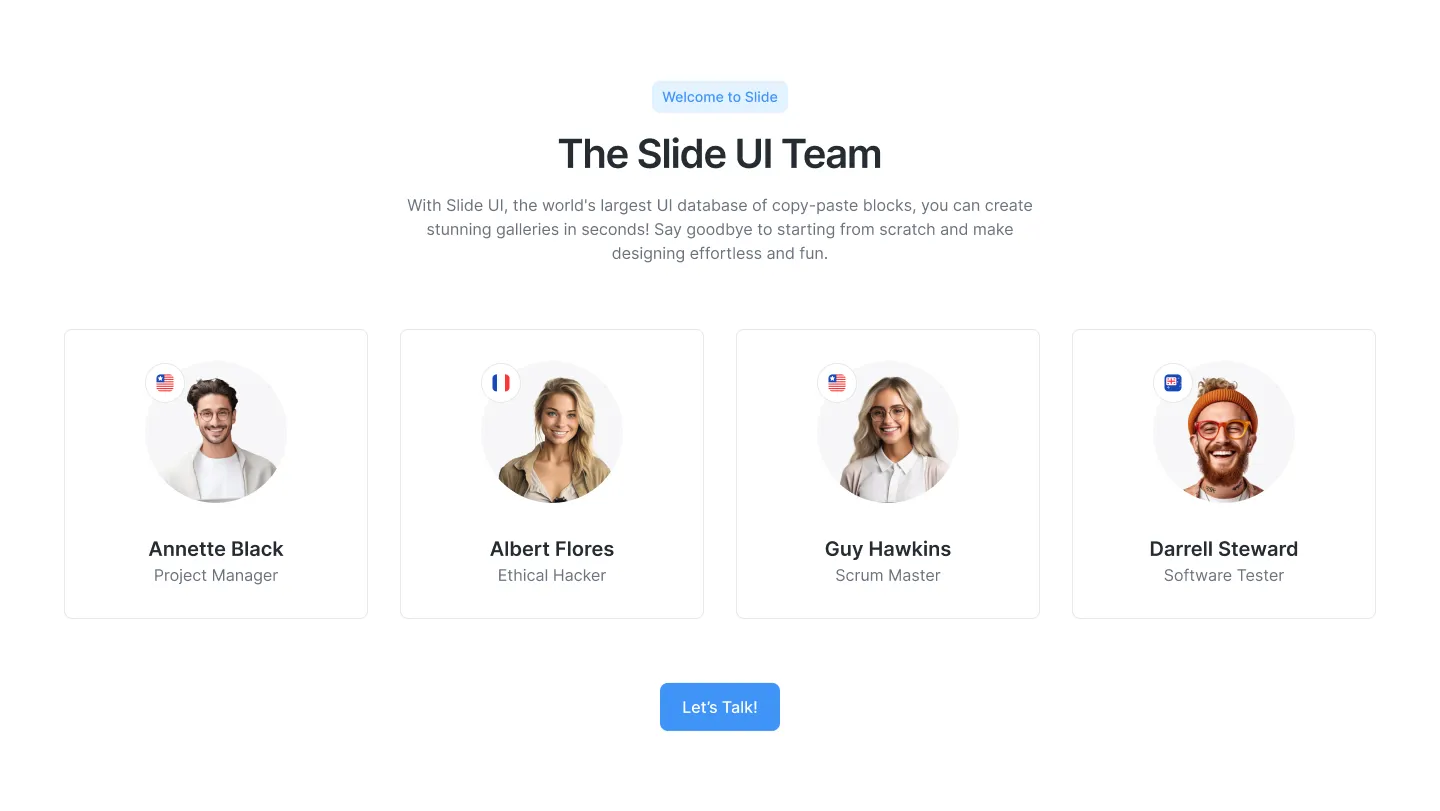 Welcome to Slide
The Slide UI Team
With Slide UI, the world's largest UI database of copy-paste blocks, you can create
stunning galleries in seconds! Say goodbye to starting from scratch and make
designing effortless and fun.
Annette Black
Project Manager
Albert Flores
Ethical Hacker
Guy Hawkins
Scrum Master
Darrell Steward
Software Tester
Let’s Talk!